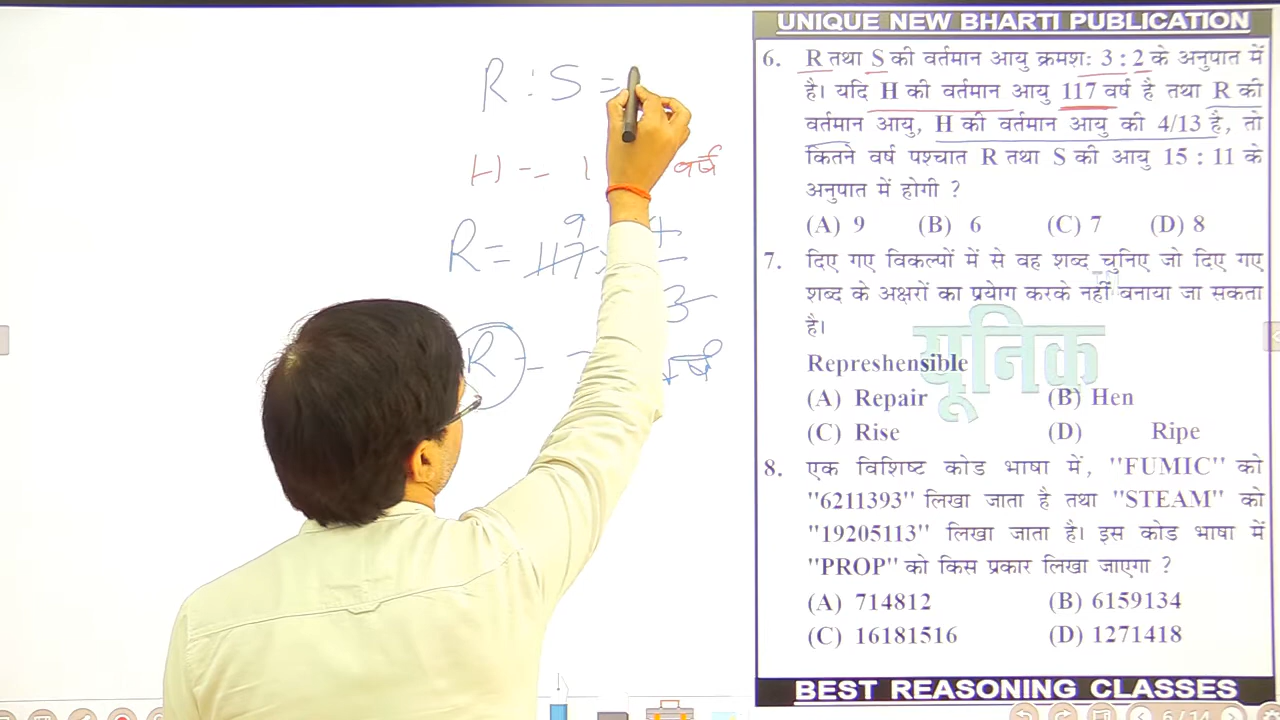 UNIQUE NEW BHARTI PUBLICATION
6. R तथा S की वर्तमान आयु क्रमशः 3 : 2 के अनुपात में
है। यदि H की वर्तमान आयु 117 वर्ष है तथा R की
वर्तमान आयु, H की वर्तमान आयु की 4/13 है, तो
कितने वर्ष पश्चात R तथा S की आयु 15 : 11 के
अनुपात में होगी ?
(A) 9 (B) 6 (C) 7 (D) 8
7. दिए गए विकल्पों में से वह शब्द चुनिए जो दिए गए
शब्द के अक्षरों का प्रयोग करके नहीं बनाया जा सकता
है।
Represhensible
(A) Repair (B) Hen
(C) Rise (D) Ripe
8. एक विशिष्ट कोड भाषा में, "FUMIC" को
"6211393" लिखा जाता है तथा "STEAM" को
"19205113" लिखा जाता है। इस कोड भाषा में
"PROP" को किस प्रकार लिखा जाएगा ?
(A) 714812 (B) 6159134
(C) 16181516 (D) 1271418
BEST REASONING CLASSES
यूनिक
R : S =
H = 1 वर्ष
9
R = 117 4
3
R = वर्ष
6/14